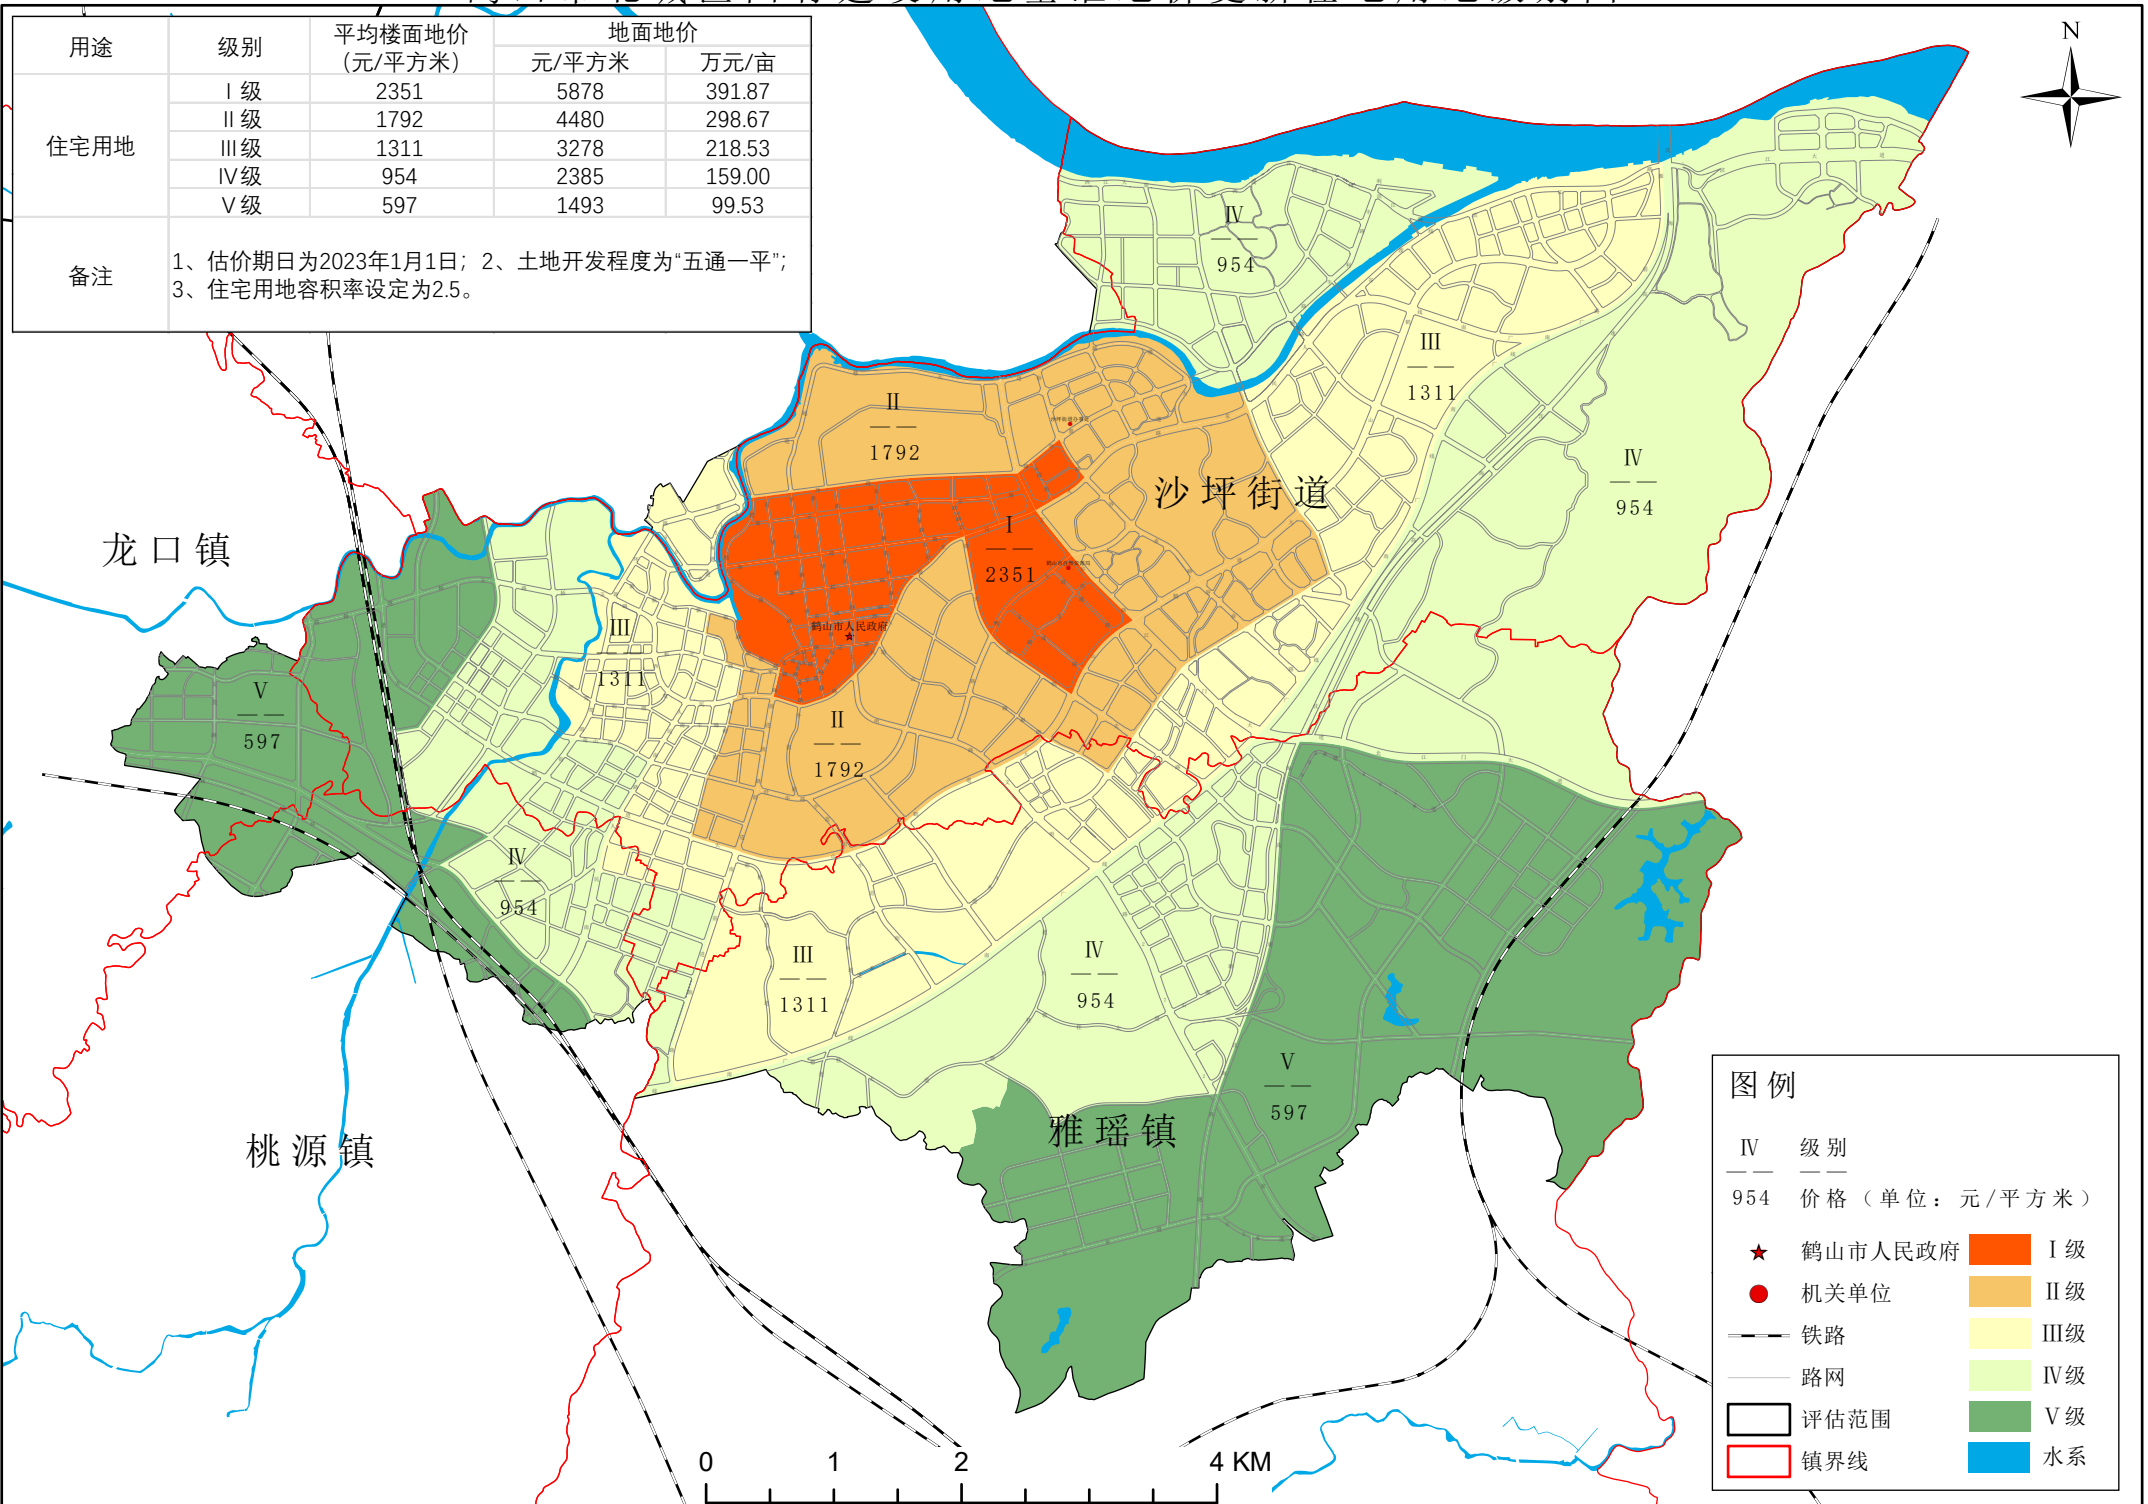 用途 级别 平均楼面地价（元/平方米） 地面地价
元/平方米 万元/亩
住宅用地
I 级 2351 5878 391.87
II 级 1792 4480 298.67
III级 1311 3278 218.53
IV级 954 2385 159.00
V 级 597 1493 99.53
备注
1、估价期日为2023年1月1日；2、土地开发程度为“五通一平”；
3、住宅用地容积率设定为2.5。
N
IV
954
III
1311
II
1792
IV
954
沙坪街道
I
2351
龙口镇
鹤山市人民政府
III
1311
V
597
II
1792
IV
954
III
1311
IV
954
V
597
雅瑶镇
桃源镇
图例
IV 级别
954 价格（单位：元/平方米）
鹤山市人民政府 I 级
机关单位 II 级
铁路 III级
路网 IV级
评估范围 V 级
镇界线 水系
0 1 2 4 KM